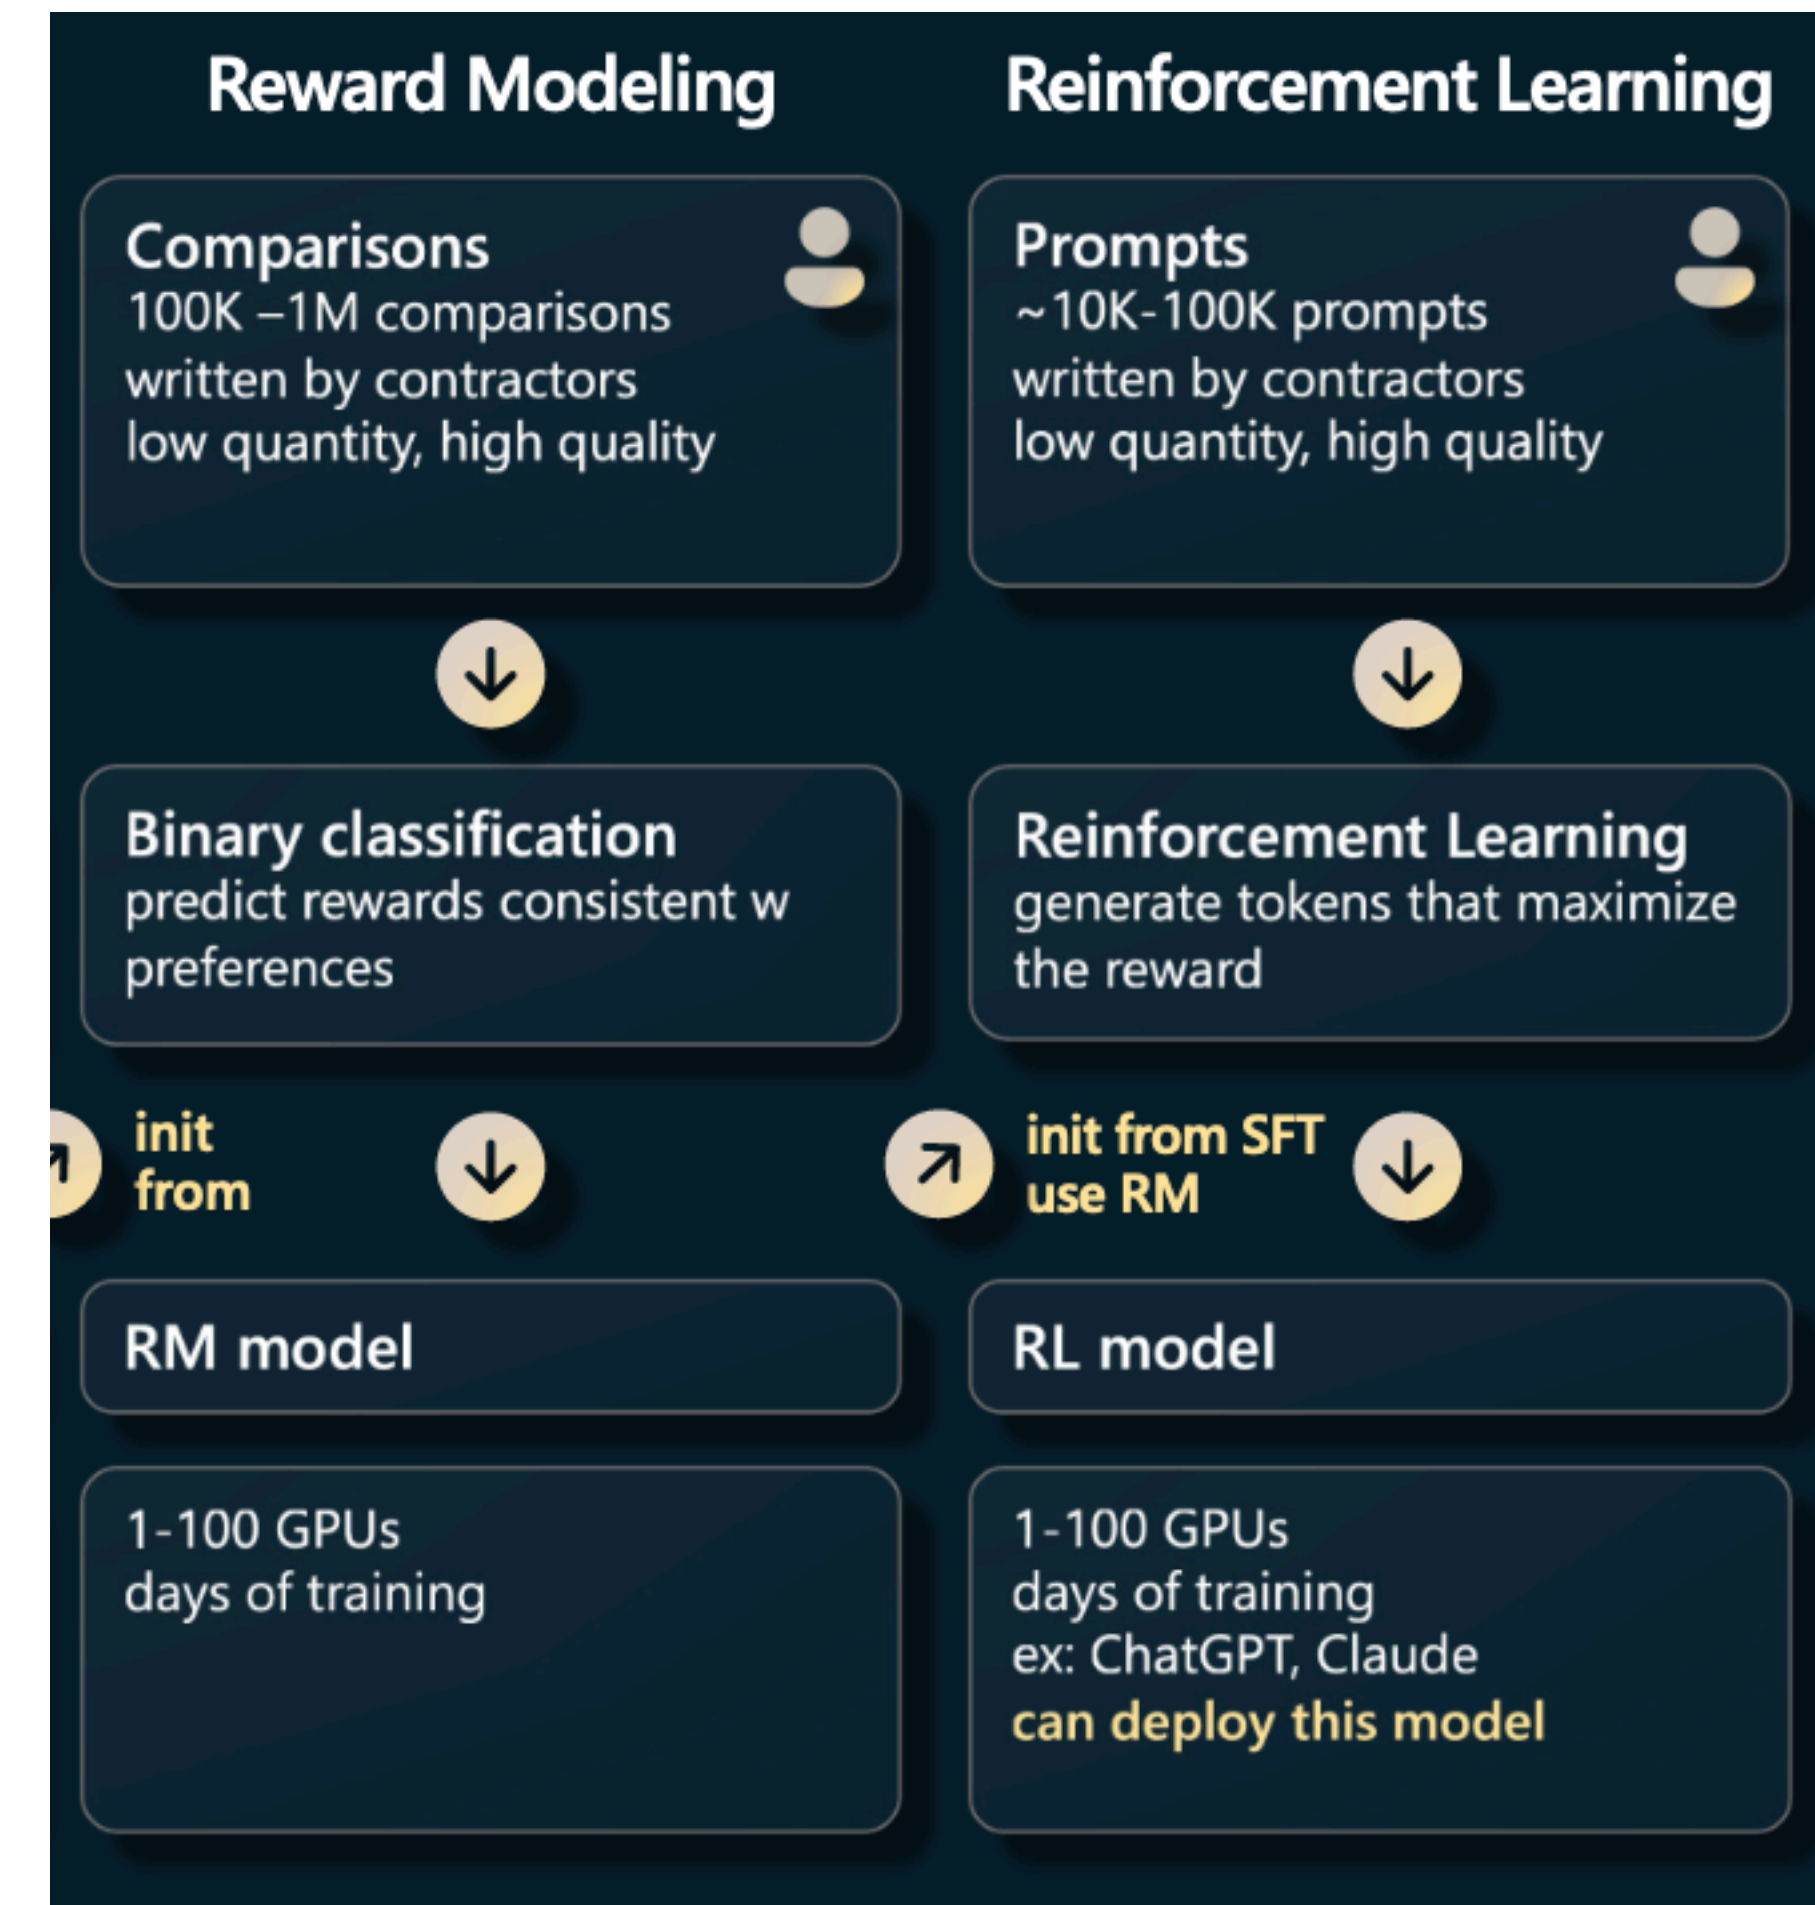 Reward Modeling
Comparisons
100K –1M comparisons
written by contractors
low quantity, high quality
Binary classification
predict rewards consistent w
preferences
init
from
RM model
1-100 GPUs
days of training
Reinforcement Learning
Prompts
~10K-100K prompts
written by contractors
low quantity, high quality
Reinforcement Learning
generate tokens that maximize
the reward
init from SFT
use RM
RL model
1-100 GPUs
days of training
ex: ChatGPT, Claude
can deploy this model